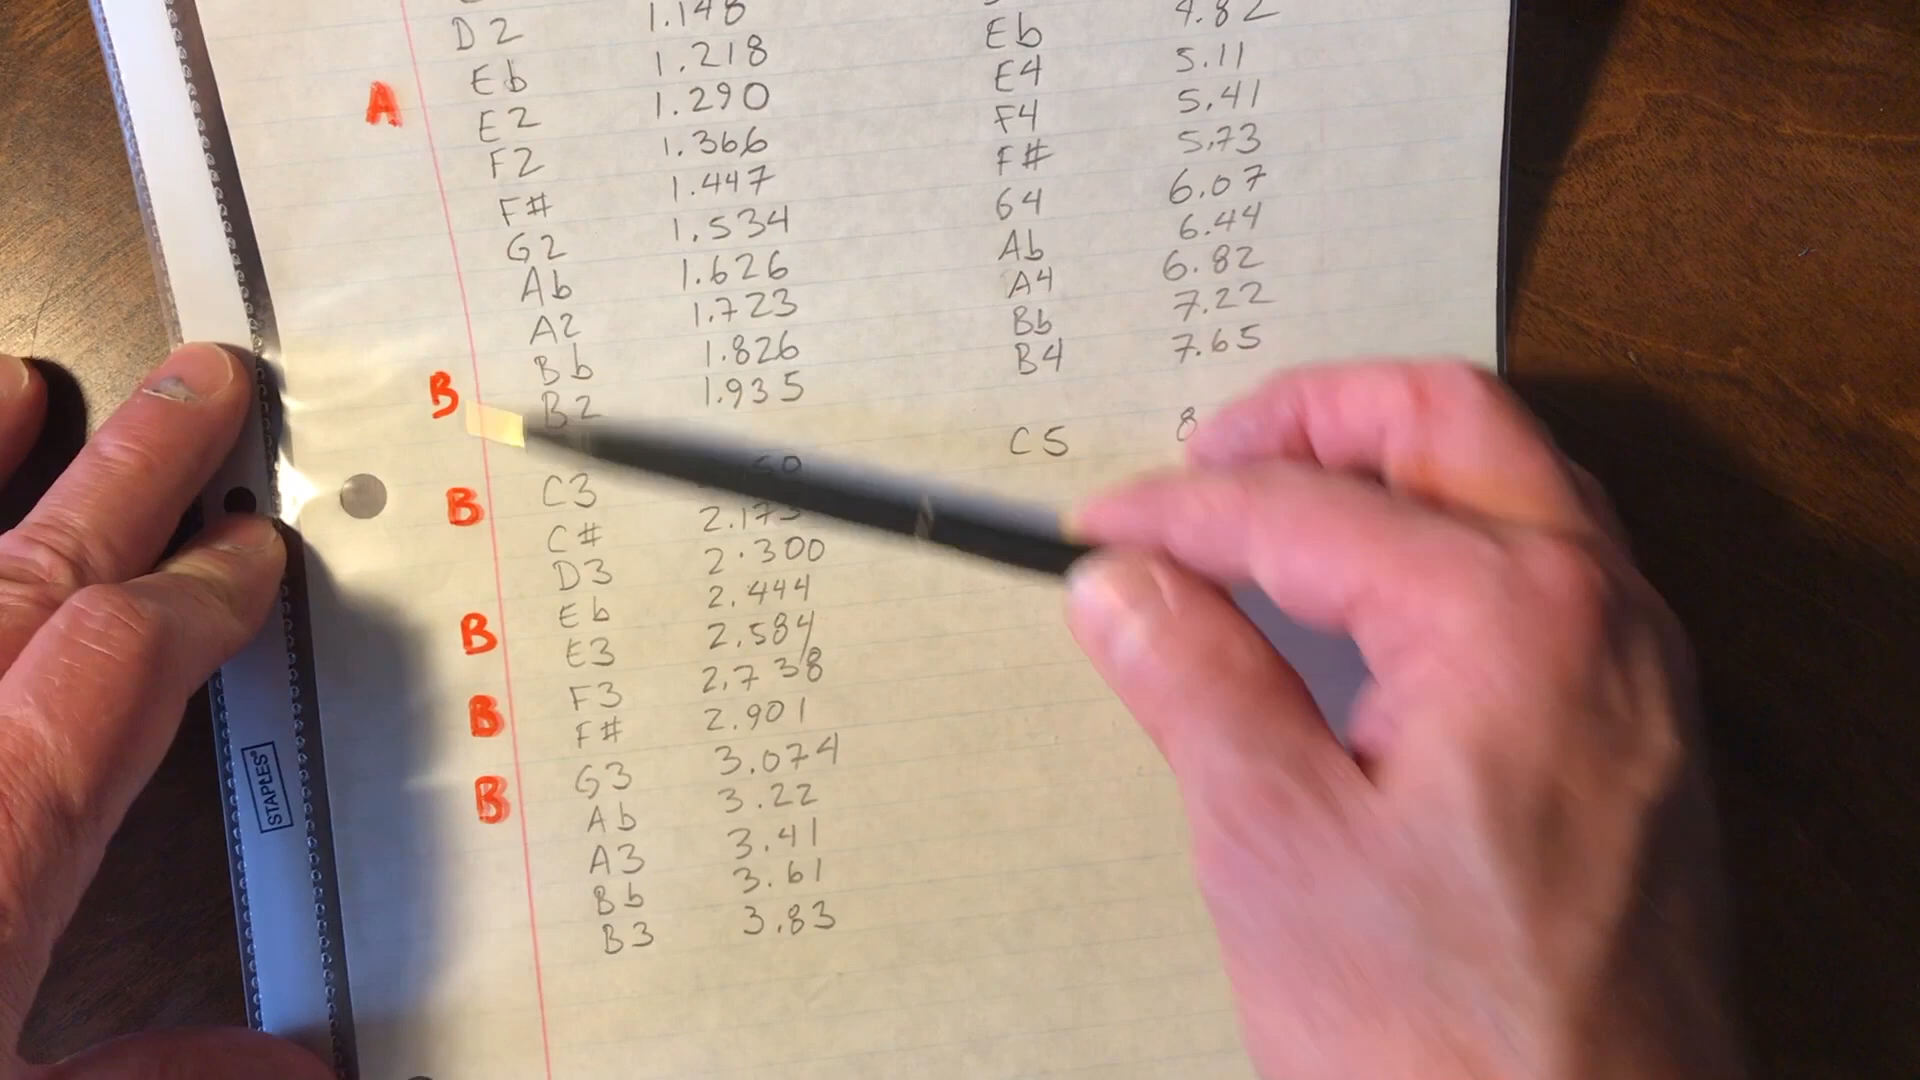 D2 1.148 Eb 4.82
Eb 1.218 E4 5.11
A E2 1.290 F4 5.41
F2 1.366 F# 5.73
F# 1.447 G4 6.07
G2 1.534 Ab 6.44
Ab 1.626 A4 6.82
A2 1.723 Bb 7.22
Bb 1.826 B4 7.65
B B2 1.935
C5 8
B C3
C# 2.173
D3 2.300
Eb 2.444
B E3 2.584
F3 2.738
B F# 2.901
G3 3.074
B Ab 3.22
A3 3.41
Bb 3.61
B3 3.83
STAPLES